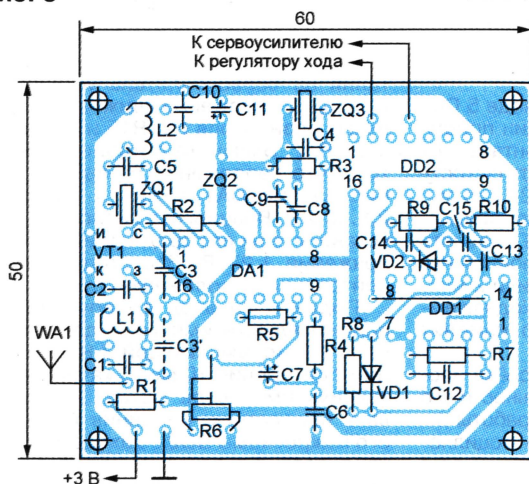 60
К сервоусилителю
К регулятору хода
C10
C11
ZQ3
L2
C4
1
8
C5
R3
DD2
ZQ1
ZQ2
16
9
R2
C9
C8
R9
C15
R10
И
С
C14
C13
VT1
1
8
VD2
К
З
C3
DA1
C2
16
9
8
14
50
L1
R5
R8
7
DD1
1
WA1
C3'
R4
R7
C1
C7
VD1
C12
R1
R6
C6
+3 В